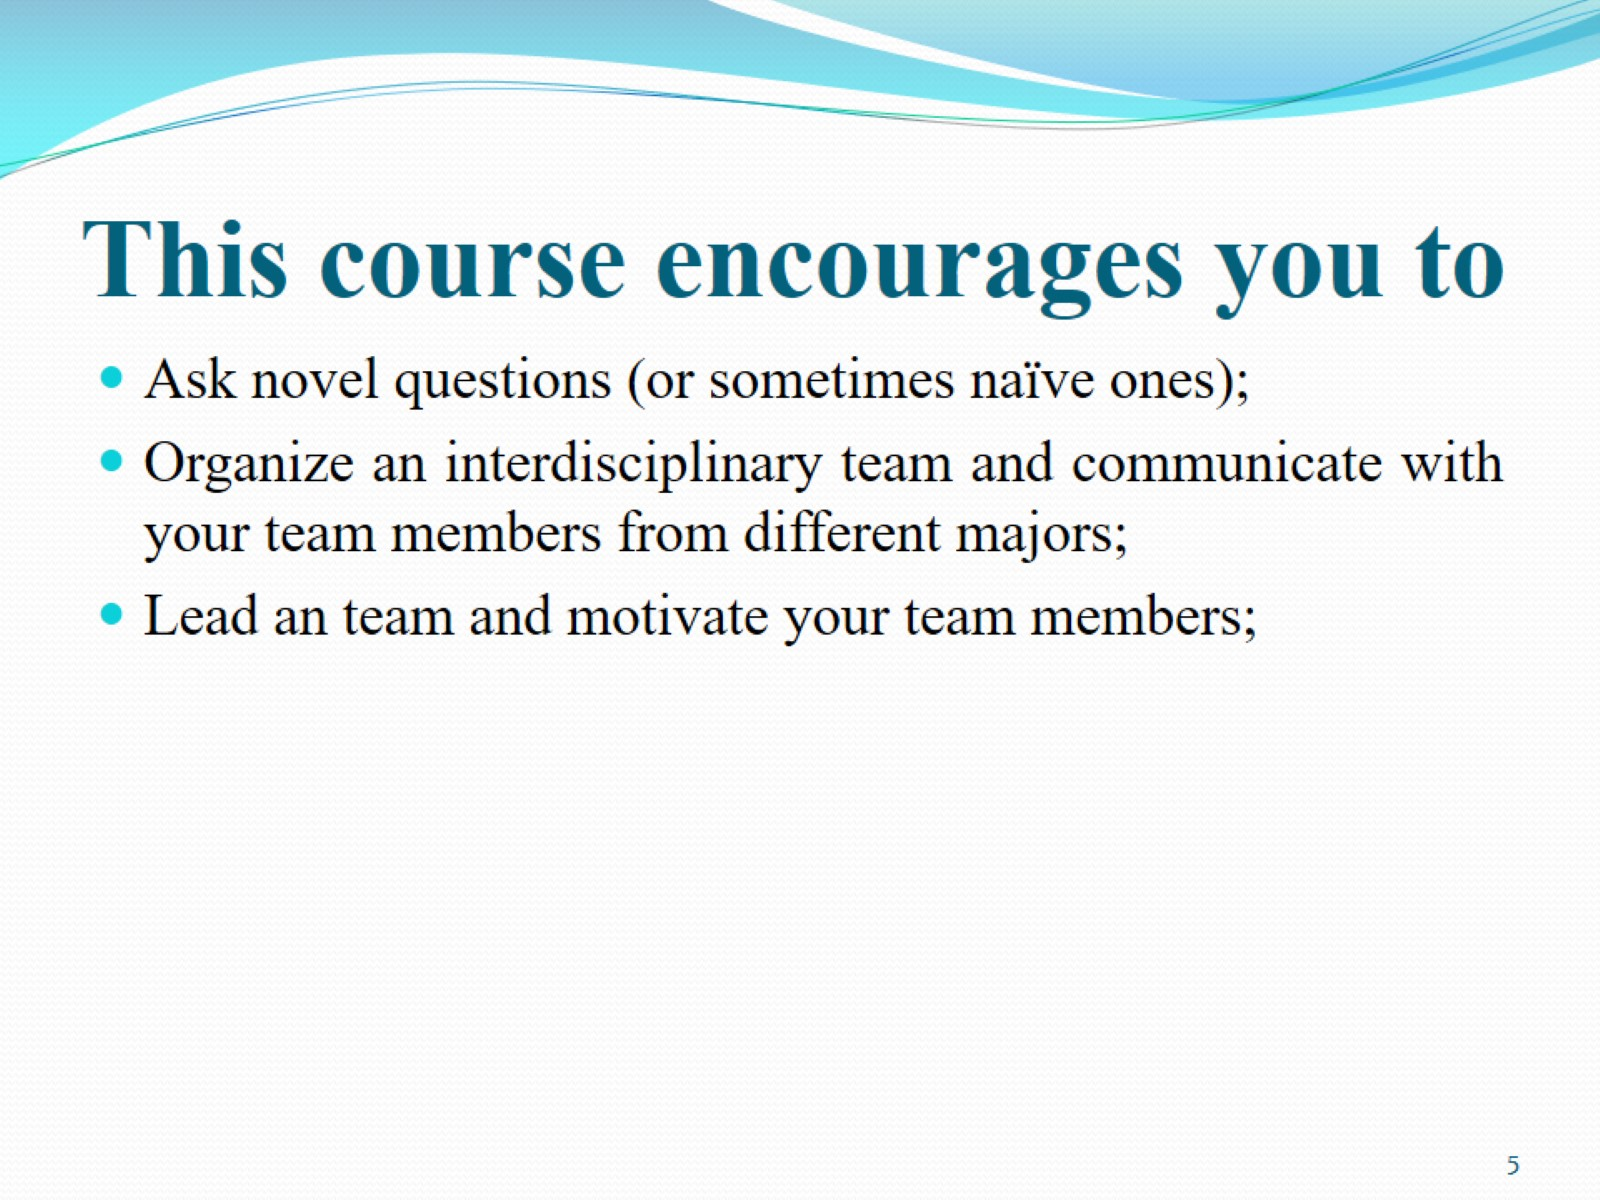 This course encourages you to
• Ask novel questions (or sometimes naïve ones);
• Organize an interdisciplinary team and communicate with
your team members from different majors;
• Lead an team and motivate your team members;
5